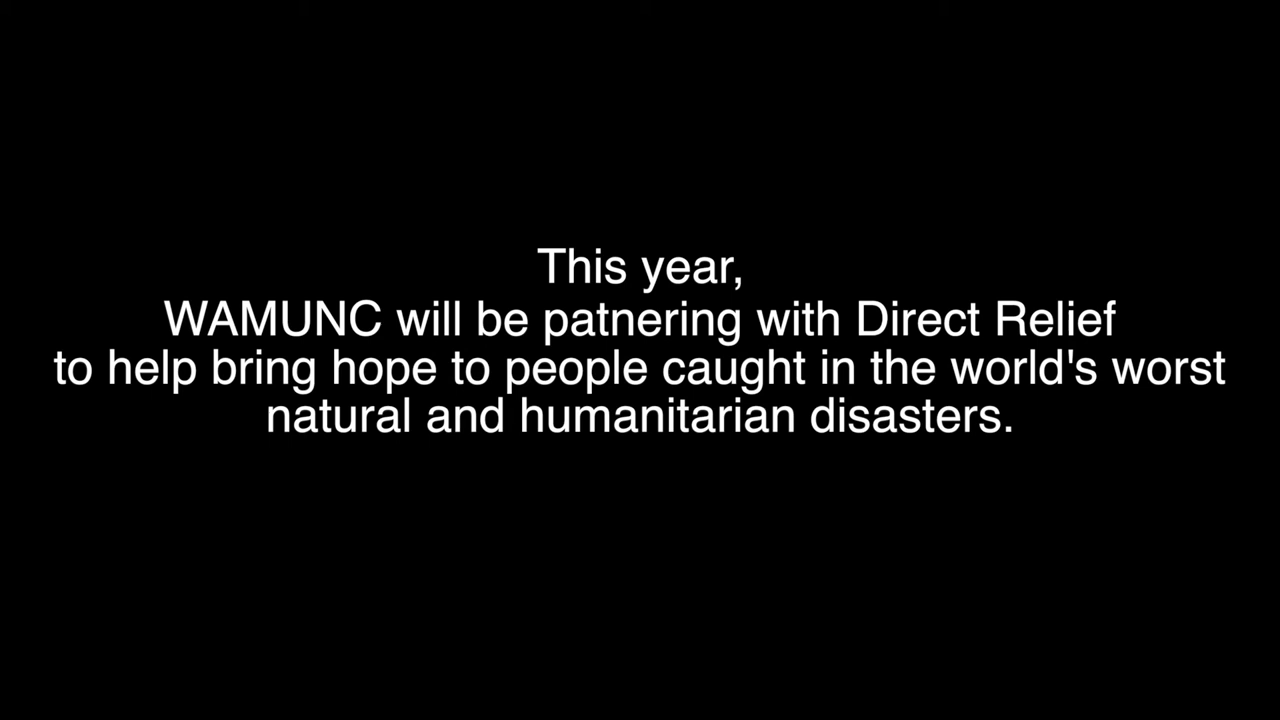 This year,
WAMUNC will be patnering with Direct Relief
to help bring hope to people caught in the world's worst
natural and humanitarian disasters.